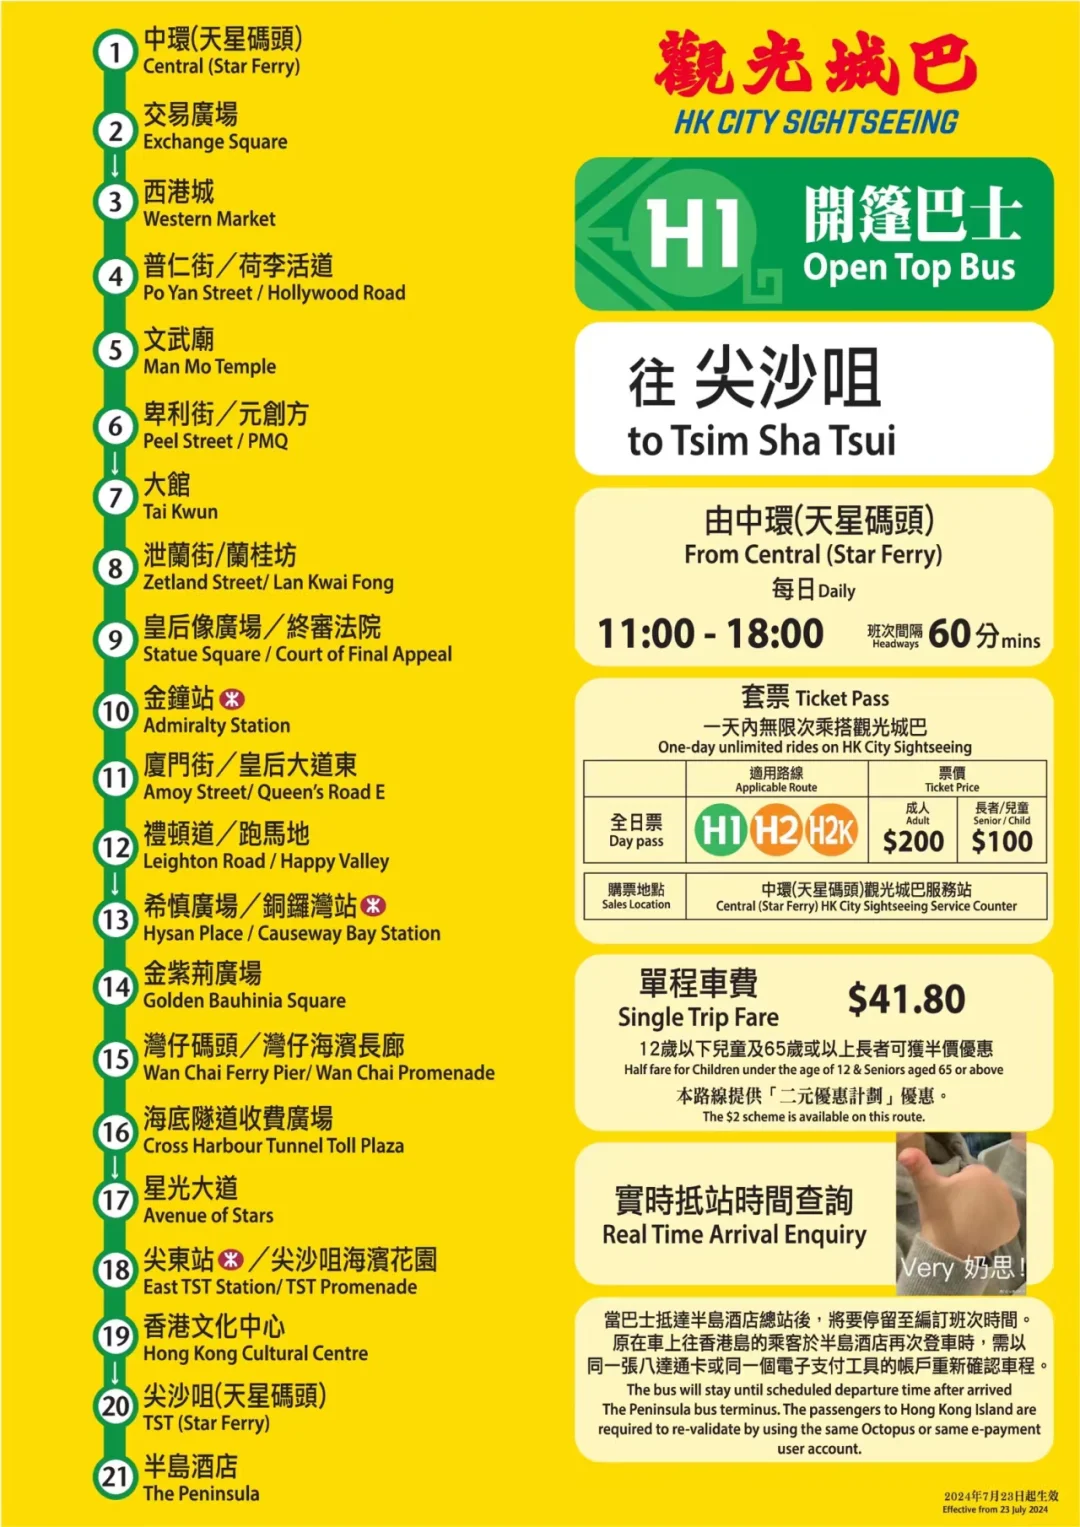 1
中環(天星碼頭)
Central (Star Ferry)
2
交易廣場
Exchange Square
3
西港城
Western Market
4
普仁街／荷李活道
Po Yan Street / Hollywood Road
5
文武廟
Man Mo Temple
6
卑利街／元創方
Peel Street / PMQ
7
大館
Tai Kwun
8
泄蘭街/蘭桂坊
Zetland Street/ Lan Kwai Fong
9
皇后像廣場／終審法院
Statue Square / Court of Final Appeal
10
金鐘站
Admiralty Station
11
廈門街／皇后大道東
Amoy Street/ Queen's Road E
12
禮頓道／跑馬地
Leighton Road / Happy Valley
13
希慎廣場／銅鑼灣站
Hysan Place / Causeway Bay Station
14
金紫荊廣場
Golden Bauhinia Square
15
灣仔碼頭／灣仔海濱長廊
Wan Chai Ferry Pier/ Wan Chai Promenade
16
海底隧道收費廣場
Cross Harbour Tunnel Toll Plaza
17
星光大道
Avenue of Stars
18
尖東站／尖沙咀海濱花園
East TST Station/ TST Promenade
19
香港文化中心
Hong Kong Cultural Centre
20
尖沙咀(天星碼頭)
TST (Star Ferry)
21
半島酒店
The Peninsula
觀光城巴
HK CITY SIGHTSEEING
H1 開篷巴士
Open Top Bus
往 尖沙咀
to Tsim Sha Tsui
由中環(天星碼頭)
From Central (Star Ferry)
每日 Daily
11:00 - 18:00 班次間隔 Headways 60 分 mins
套票 Ticket Pass
一天內無限次乘搭觀光城巴
One-day unlimited rides on HK City Sightseeing
適用路線 票價
Applicable Route Ticket Price
全日票
Day pass
H1 H2 H2K
成人
Adult
$200
長者/兒童
Senior / Child
$100
購票地點
Sales Location
中環(天星碼頭)觀光城巴服務站
Central (Star Ferry) HK City Sightseeing Service Counter
單程車費
Single Trip Fare
$41.80
12歲以下兒童及65歲或以上長者可獲半價優惠
Half fare for Children under the age of 12 & Seniors aged 65 or above
本路線提供「二元優惠計劃」優惠。
The $2 scheme is available on this route.
實時抵站時間查詢
Real Time Arrival Enquiry
Very 奶思!
當巴士抵達半島酒店總站後，將要停留至編訂班次時間。
原在車上往香港島的乘客於半島酒店再次登車時，需以
同一張八達通卡或同一個電子支付工具的帳戶重新確認車程。
The bus will stay until scheduled departure time after arrived
The Peninsula bus terminus. The passengers to Hong Kong Island are
required to re-validate by using the same Octopus or same e-payment
user account.
2024年7月23日起生效
Effective from 23 July 2024